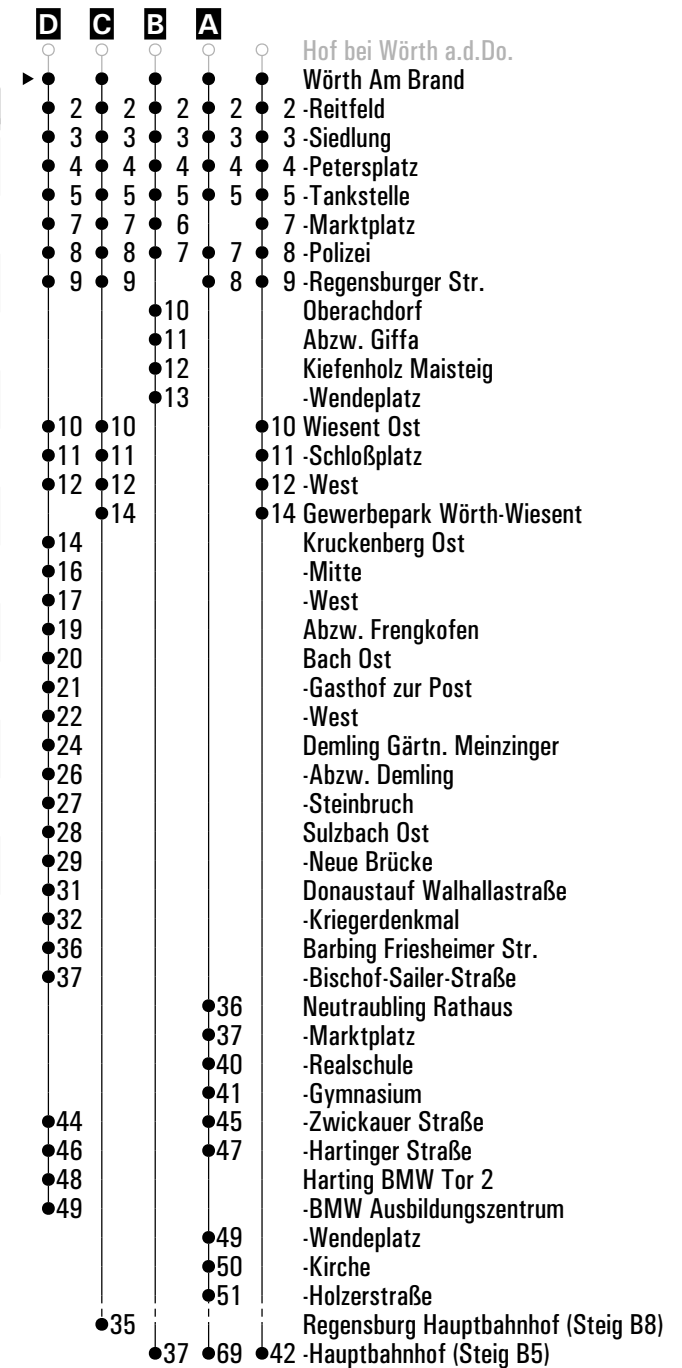 D C B A
Hof bei Wörth a.d.Do.
Wörth Am Brand
2 2 2 2 2 -Reitfeld
3 3 3 3 3 -Siedlung
4 4 4 4 4 -Petersplatz
5 5 5 5 5 -Tankstelle
7 7 6 7 -Marktplatz
8 8 7 7 8 -Polizei
9 9 8 9 -Regensburger Str.
10 Oberachdorf
11 Abzw. Giffa
12 Kiefenholz Maisteig
13 -Wendeplatz
10 10 10 Wiesent Ost
11 11 11 -Schloßplatz
12 12 12 -West
14 14 Gewerbepark Wörth-Wiesent
14 Kruckenberg Ost
16 -Mitte
17 -West
19 Abzw. Frengkofen
20 Bach Ost
21 -Gasthof zur Post
22 -West
24 Demling Gärtn. Meinzinger
26 -Abzw. Demling
27 -Steinbruch
28 Sulzbach Ost
29 -Neue Brücke
31 Donaustauf Walhallastraße
32 -Kriegerdenkmal
36 Barbing Friesheimer Str.
37 -Bischof-Sailer-Straße
36 Neutraubling Rathaus
37 -Marktplatz
40 -Realschule
41 -Gymnasium
44 45 -Zwickauer Straße
46 47 -Hartinger Straße
48 Harting BMW Tor 2
49 -BMW Ausbildungszentrum
49 -Wendeplatz
50 -Kirche
51 -Holzerstraße
35 Regensburg Hauptbahnhof (Steig B8)
37 69 42 -Hauptbahnhof (Steig B5)